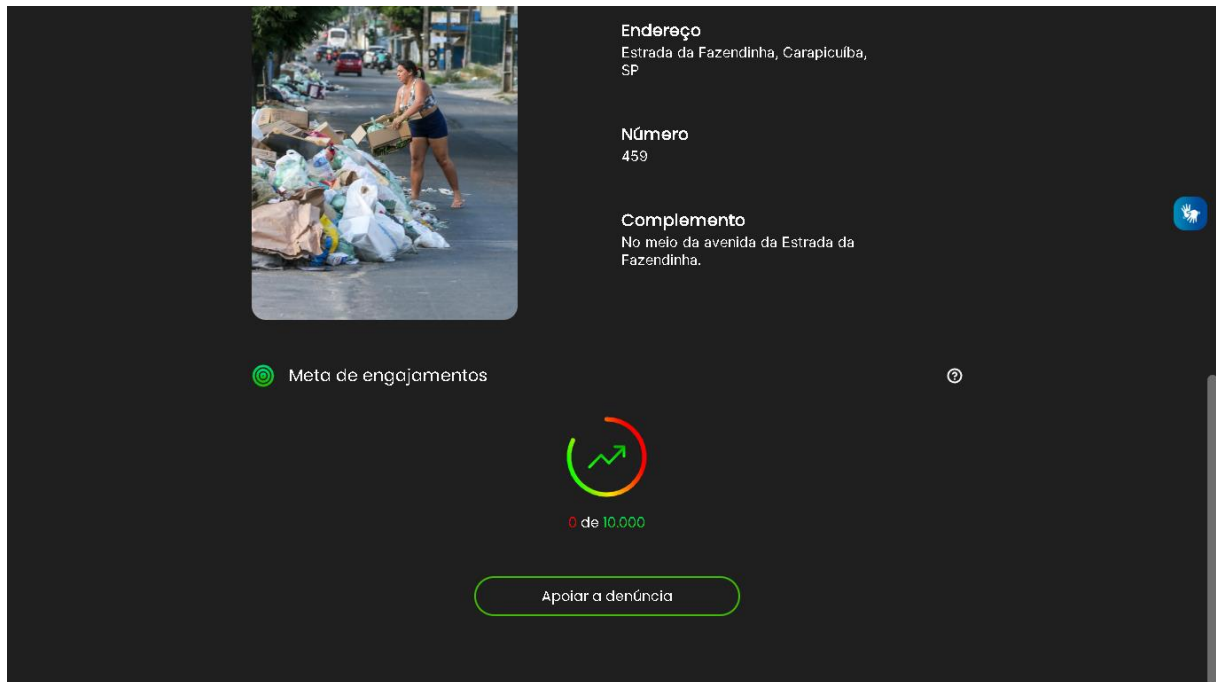 Endereço
Estrada da Fazendinha, Carapicuíba,
SP
Número
459
Complemento
No meio da avenida da Estrada da
Fazendinha.
Meta de engajamentos
?
0 de 10.000
Apoiar a denúncia